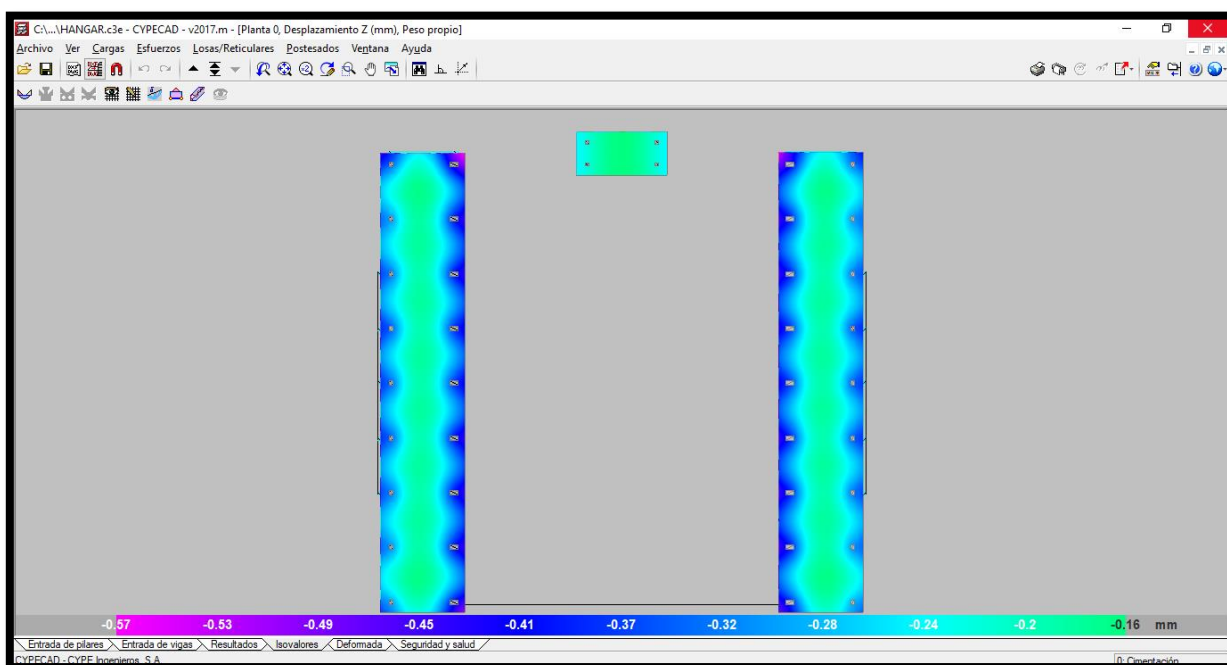 C:\...\HANGAR.c3e - CYPECAD - v2017.m - [Planta 0, Desplazamiento Z (mm), Peso propio]
Archivo Ver Cargas Esfuerzos Losas/Reticulares Postesados Ventana Ayuda
-0.57 -0.53 -0.49 -0.45 -0.41 -0.37 -0.32 -0.28 -0.24 -0.2 -0.16 mm
Entrada de pilares Entrada de vigas Resultados Isovalores Deformada Seguridad y salud
CYPECAD - CYPE Ingenieros, S.A. 0: Cimentación